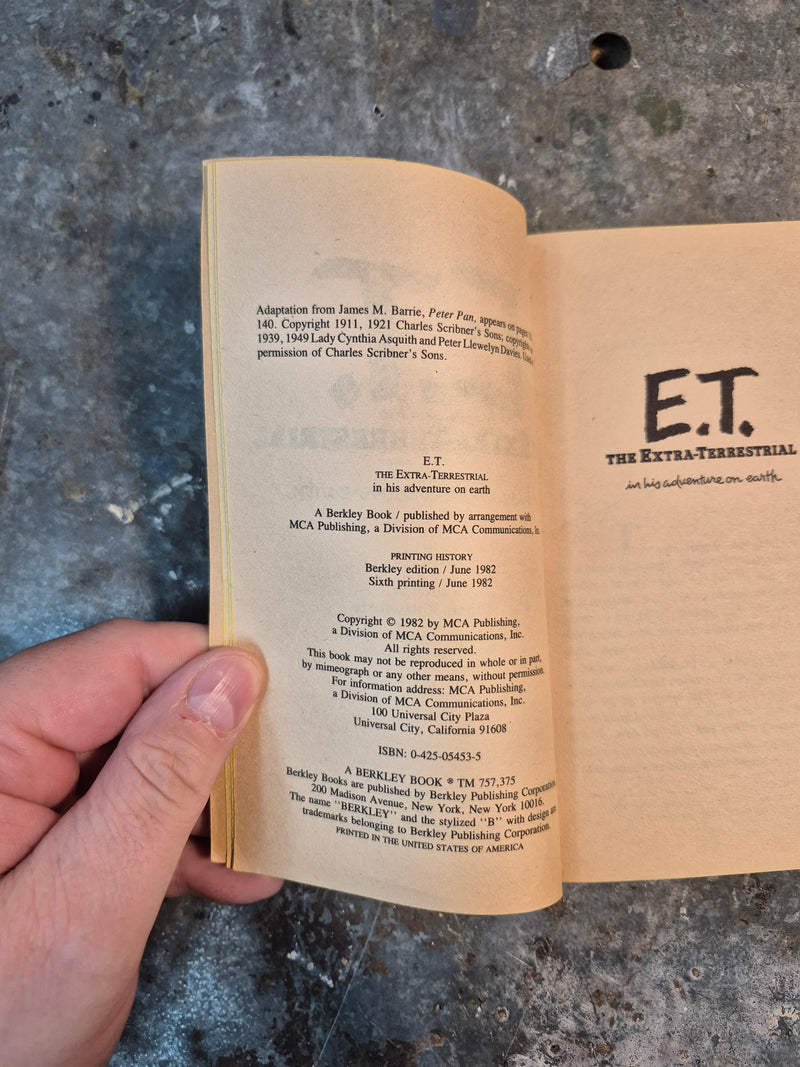 Adaptation from James M. Barrie, Peter Pan, appears on pages
140. Copyright 1911, 1921 Charles Scribner's Sons; copyright
1939, 1949 Lady Cynthia Asquith and Peter Llewelyn Davies.
permission of Charles Scribner's Sons.
E.T.
THE EXTRA-TERRESTRIAL
in his adventure on earth
A Berkley Book / published by arrangement with
MCA Publishing, a Division of MCA Communications, Inc.
PRINTING HISTORY
Berkley edition / June 1982
Sixth printing / June 1982
Copyright © 1982 by MCA Publishing,
a Division of MCA Communications, Inc.
All rights reserved.
This book may not be reproduced in whole or in part,
by mimeograph or any other means, without permission.
For information address: MCA Publishing,
a Division of MCA Communications, Inc.
100 Universal City Plaza
Universal City, California 91608
ISBN: 0-425-05453-5
A BERKLEY BOOK ® TM 757,375
Berkley Books are published by Berkley Publishing Corporation,
200 Madison Avenue, New York, New York 10016.
The name "BERKLEY" and the stylized "B" with design are
trademarks belonging to Berkley Publishing Corporation.
PRINTED IN THE UNITED STATES OF AMERICA
E.T.
THE EXTRA-TERRESTRIAL
in his adventure on earth